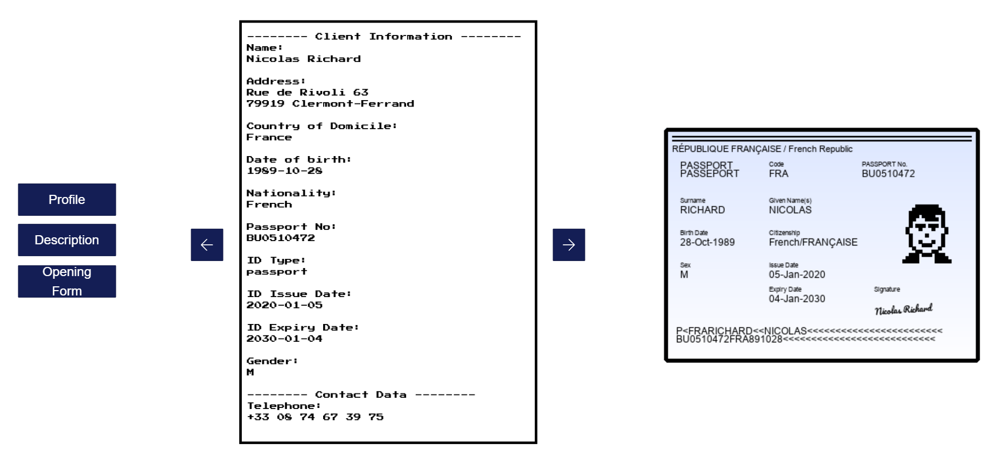 Profile
Description
Opening
Form
←
-------- Client Information --------
Name:
Nicolas Richard
Address:
Rue de Rivoli 63
79919 Clermont-Ferrand
Country of Domicile:
France
Date of birth:
1989-10-28
Nationality:
French
Passport No:
BU0510472
ID Type:
passport
ID Issue Date:
2020-01-05
ID Expiry Date:
2030-01-04
Gender:
M
-------- Contact Data --------
Telephone:
+33 08 74 67 39 75
→
RÉPUBLIQUE FRANÇAISE / French Republic
PASSPORT Code PASSPORT No.
PASSEPORT FRA BU0510472
Surname Given Name(s)
RICHARD NICOLAS
Birth Date Citizenship
28-Oct-1989 French/FRANÇAISE
Sex Issue Date
M 05-Jan-2020
Expiry Date Signature
04-Jan-2030
Nicolas Richard
P<FRARICHARD<<NICOLAS<<<<<<<<<<<<<<<<<<<<<<<<
BU0510472FRA891028<<<<<<<<<<<<<<<<<<<<<<<<<<<